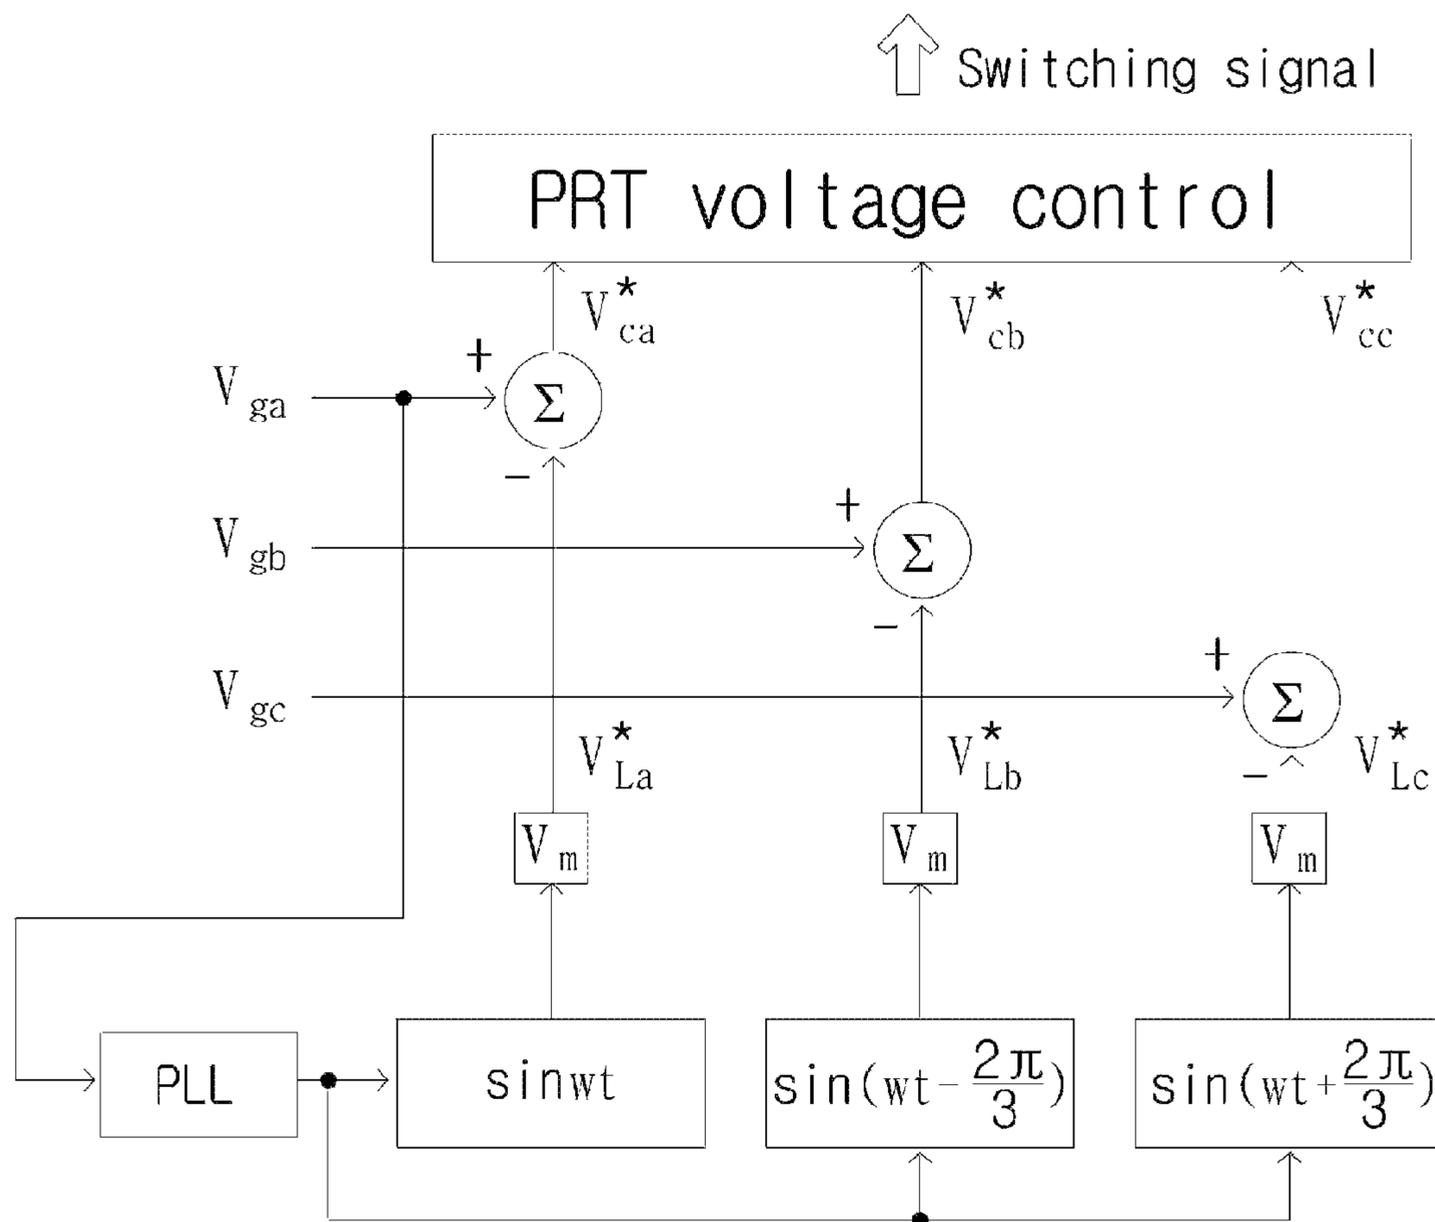 Switching signal
PRT voltage control
V*ca
V*cb
V*cc
+
Vga
Σ
-
+
Vgb
Σ
-
+
Vgc
Σ
-
V*La
V*Lb
V*Lc
Vm
Vm
Vm
PLL
sinwt
sin(wt-2π/3)
sin(wt+2π/3)